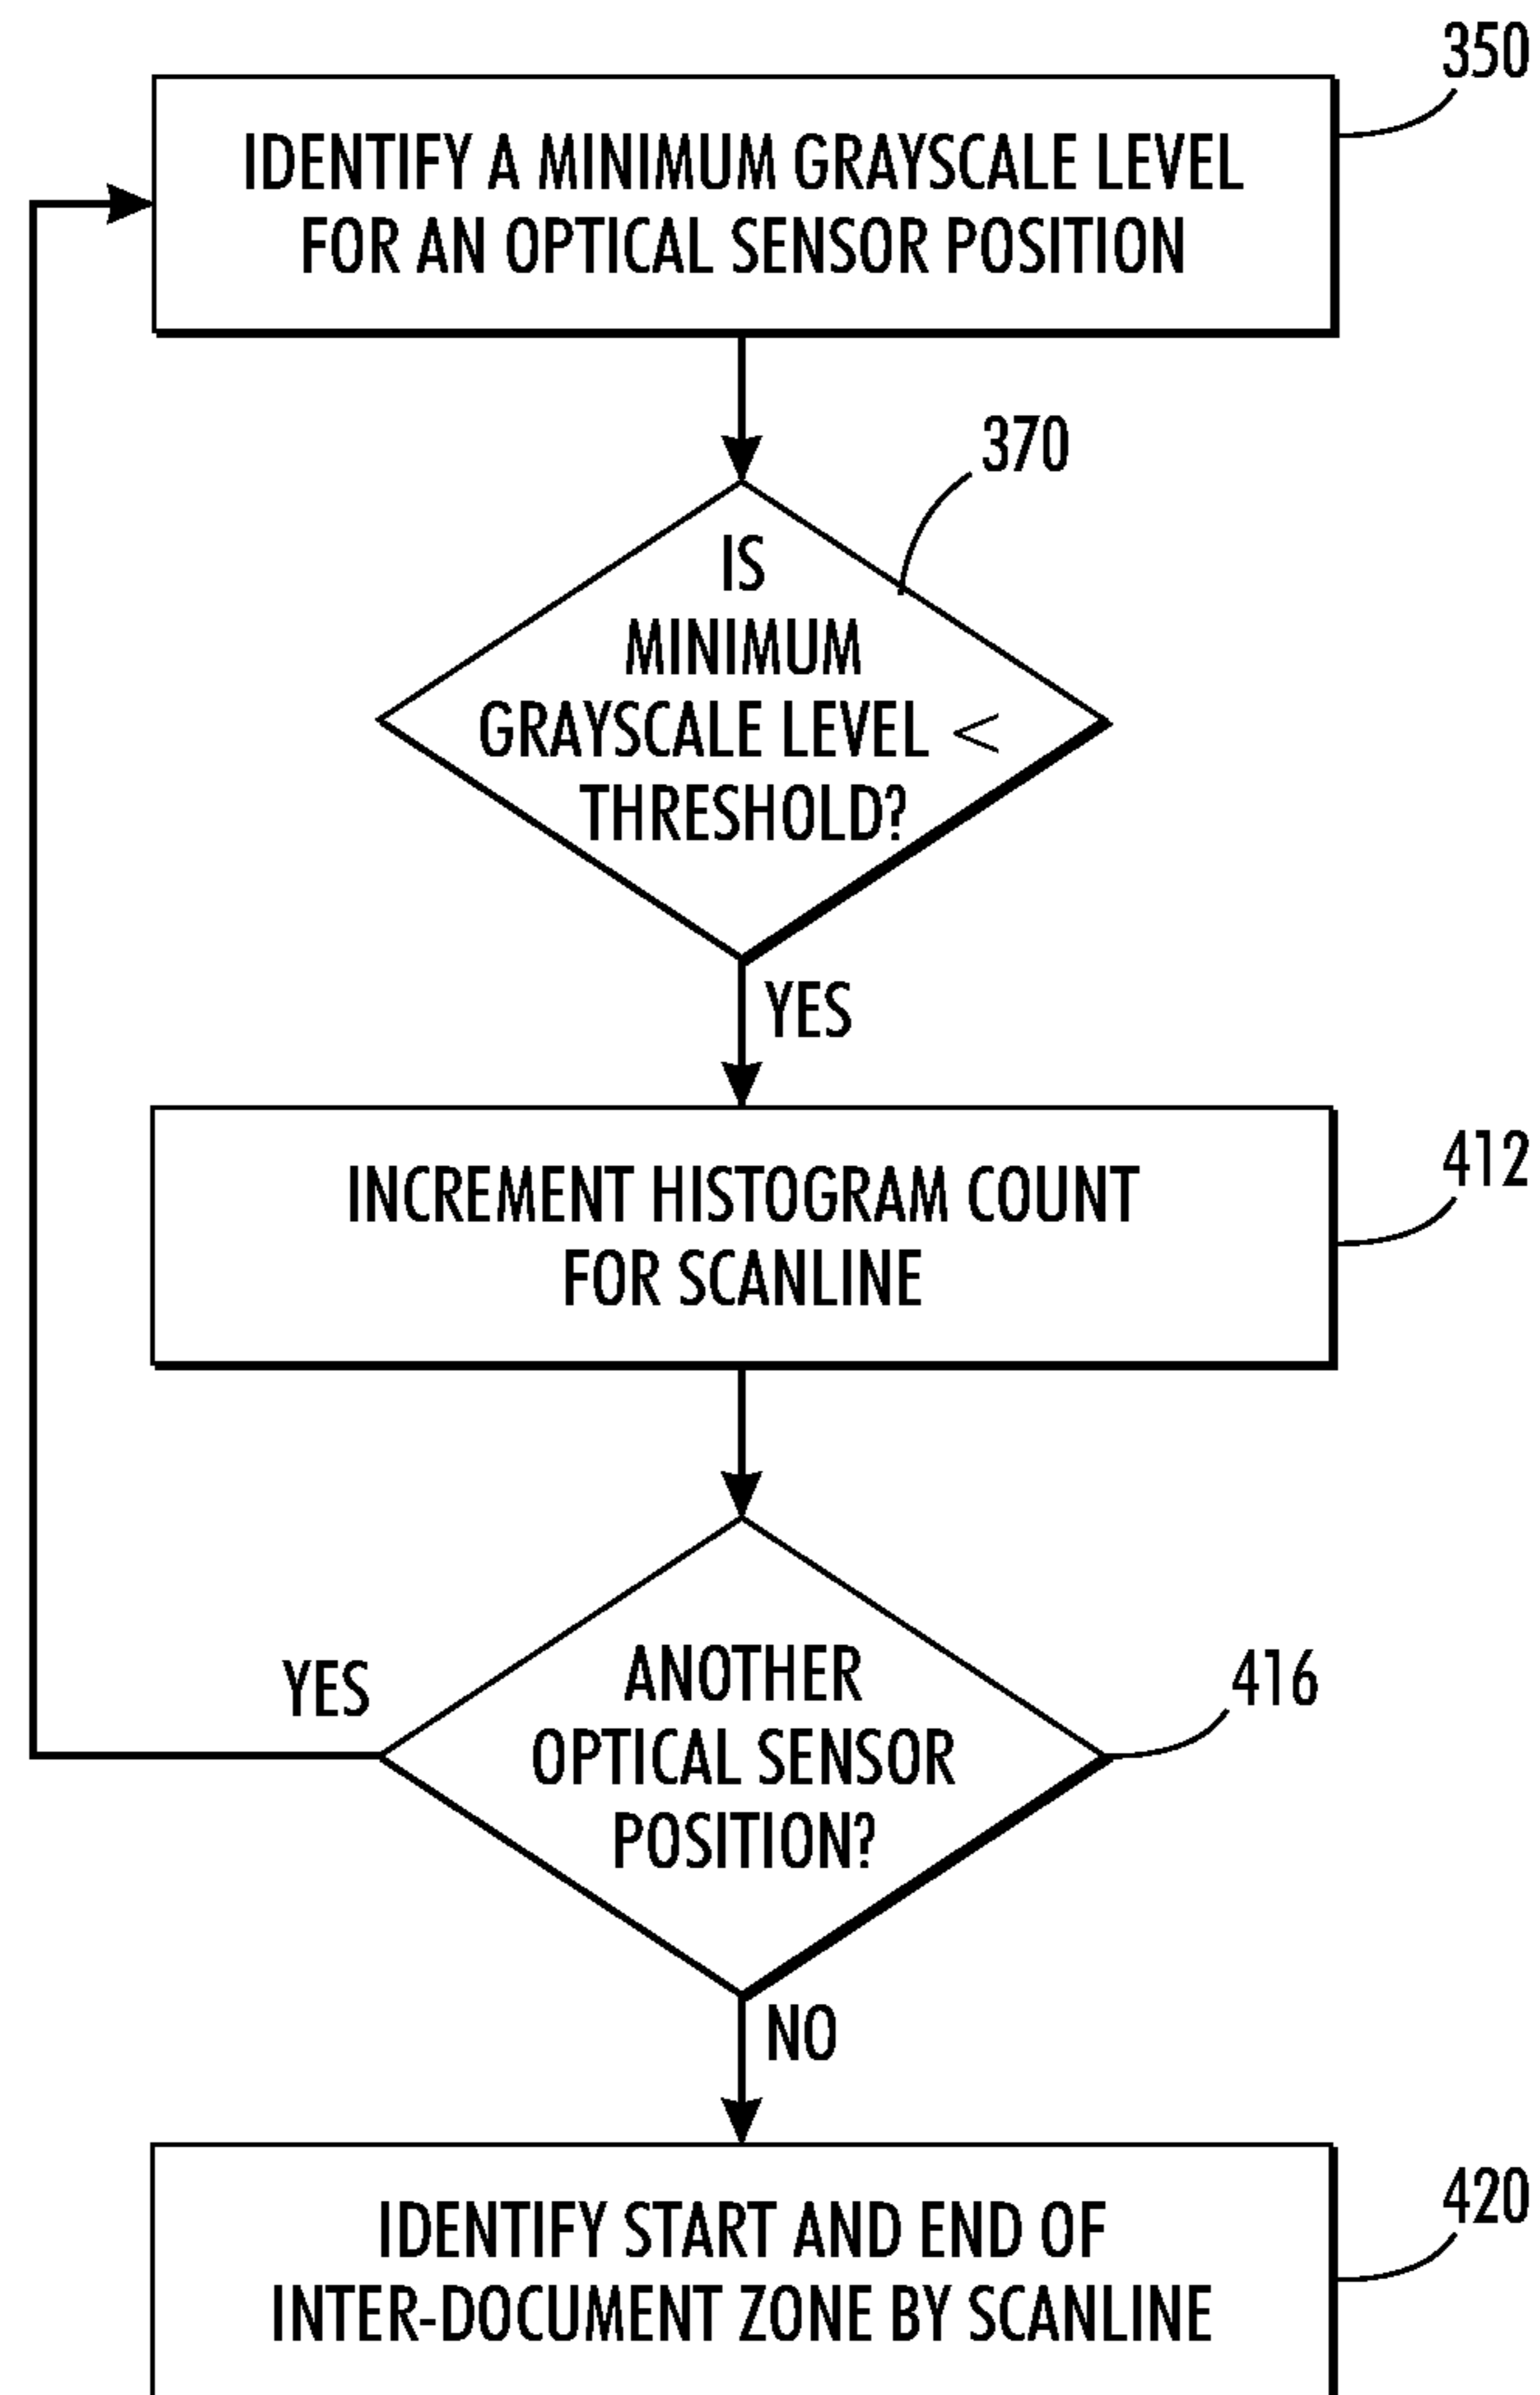 350
IDENTIFY A MINIMUM GRAYSCALE LEVEL
FOR AN OPTICAL SENSOR POSITION
370
IS
MINIMUM
GRAYSCALE LEVEL <
THRESHOLD?
YES
412
INCREMENT HISTOGRAM COUNT
FOR SCANLINE
YES
ANOTHER
OPTICAL SENSOR
POSITION?
416
NO
420
IDENTIFY START AND END OF
INTER-DOCUMENT ZONE BY SCANLINE